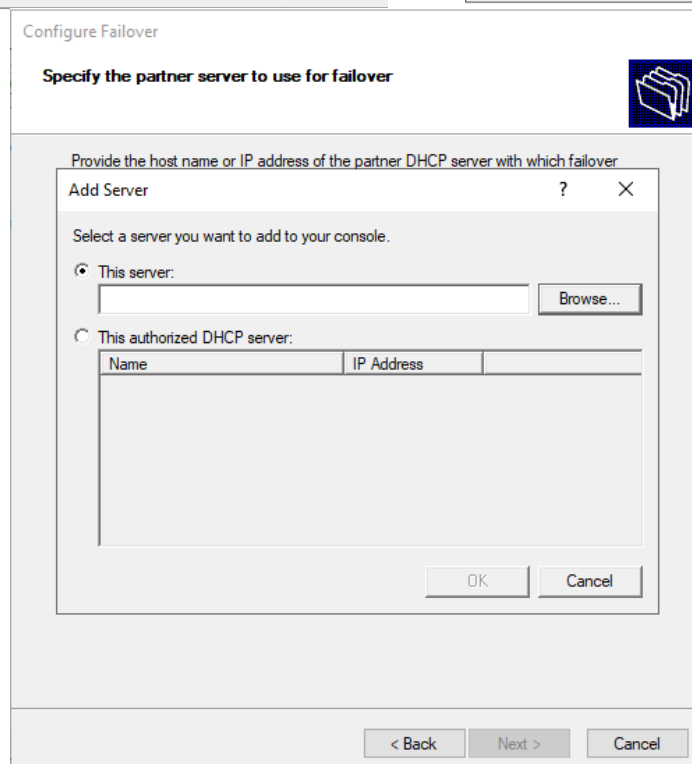 Configure Failover
Specify the partner server to use for failover
Provide the host name or IP address of the partner DHCP server with which failover
Add Server
?
Select a server you want to add to your console.
This server:
Browse...
This authorized DHCP server:
Name IP Address
OK Cancel
< Back Next > Cancel